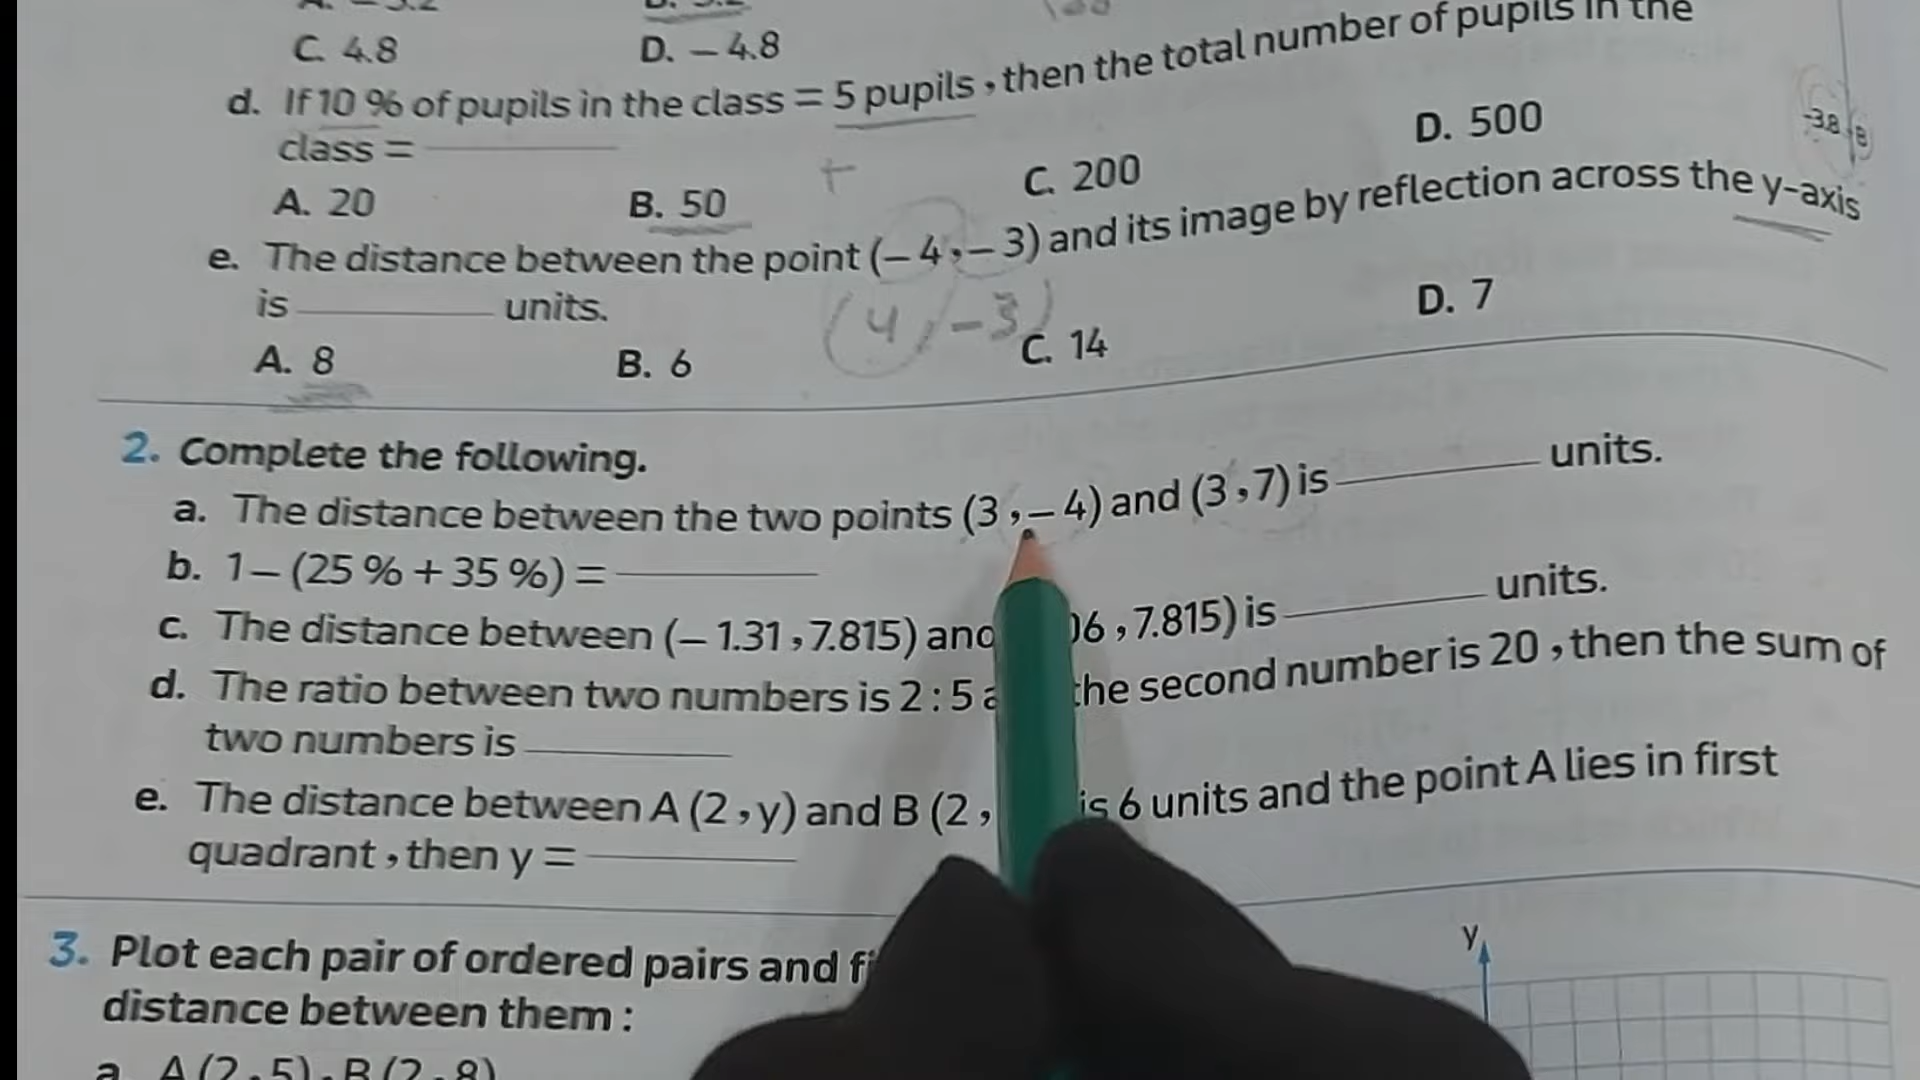 C. 4.8 D. – 4.8
d. If 10 % of pupils in the class = 5 pupils , then the total number of pupils in the
class =
A. 20 B. 50 C. 200 D. 500
e. The distance between the point (– 4 , – 3) and its image by reflection across the y-axis
is units.
(4, -3)
A. 8 B. 6 C. 14 D. 7
2. Complete the following.
a. The distance between the two points (3 , – 4) and (3 , 7) is units.
b. 1 – (25 % + 35 %) =
c. The distance between (– 1.31 , 7.815) and 6 , 7.815) is units.
d. The ratio between two numbers is 2 : 5 the second number is 20 , then the sum of
two numbers is
e. The distance between A (2 , y) and B (2 , is 6 units and the point A lies in first
quadrant , then y =
3. Plot each pair of ordered pairs and
distance between them :
y
a. A (2 , 5) , B (2 , 8)